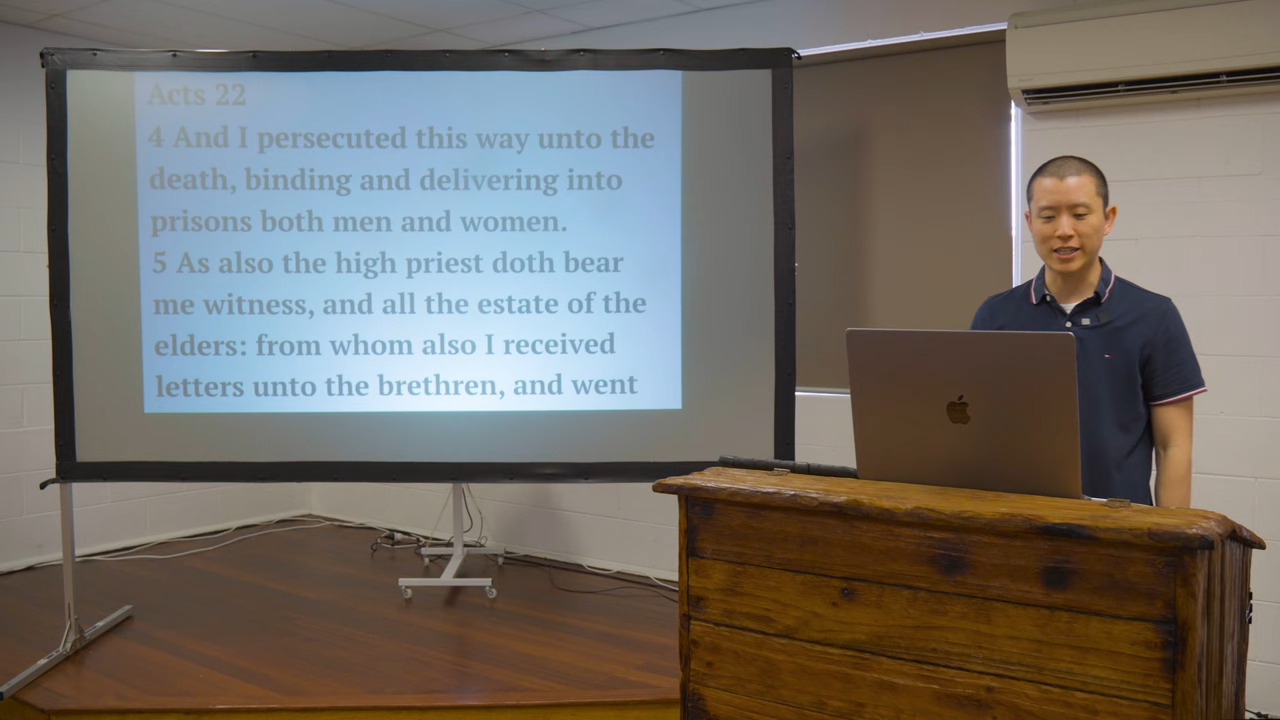 Acts 22
4 And I persecuted this way unto the
death, binding and delivering into
prisons both men and women.
5 As also the high priest doth bear
me witness, and all the estate of the
elders: from whom also I received
letters unto the brethren, and went